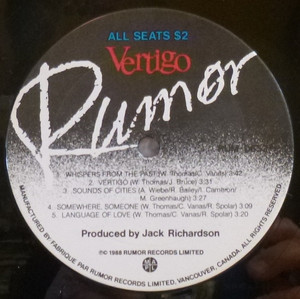 ALL SEATS $2
Vertigo
Rumor
WHISPERS FROM THE PAST (W. Thomas/C. Vanas) 3:42
2. VERTIGO (W. Thomas/J. Bruce) 3:31
3. SOUNDS OF CITIES (A. Wiebe/R. Bailey/I. Cameron/
M. Greenhaugh) 3:27
4. SOMEWHERE, SOMEONE (W. Thomas/C. Vanas/R. Spolar) 3:20
5. LANGUAGE OF LOVE (W. Thomas/C. Vanas/R. Spolar) 3:20
Produced by Jack Richardson
©℗ 1988 RUMOR RECORDS LIMITED
MANUFACTURED BY/FABRIQUE PAR RUMOR RECORDS LIMITED, VANCOUVER, CANADA. ALL RIGHTS RESERVED